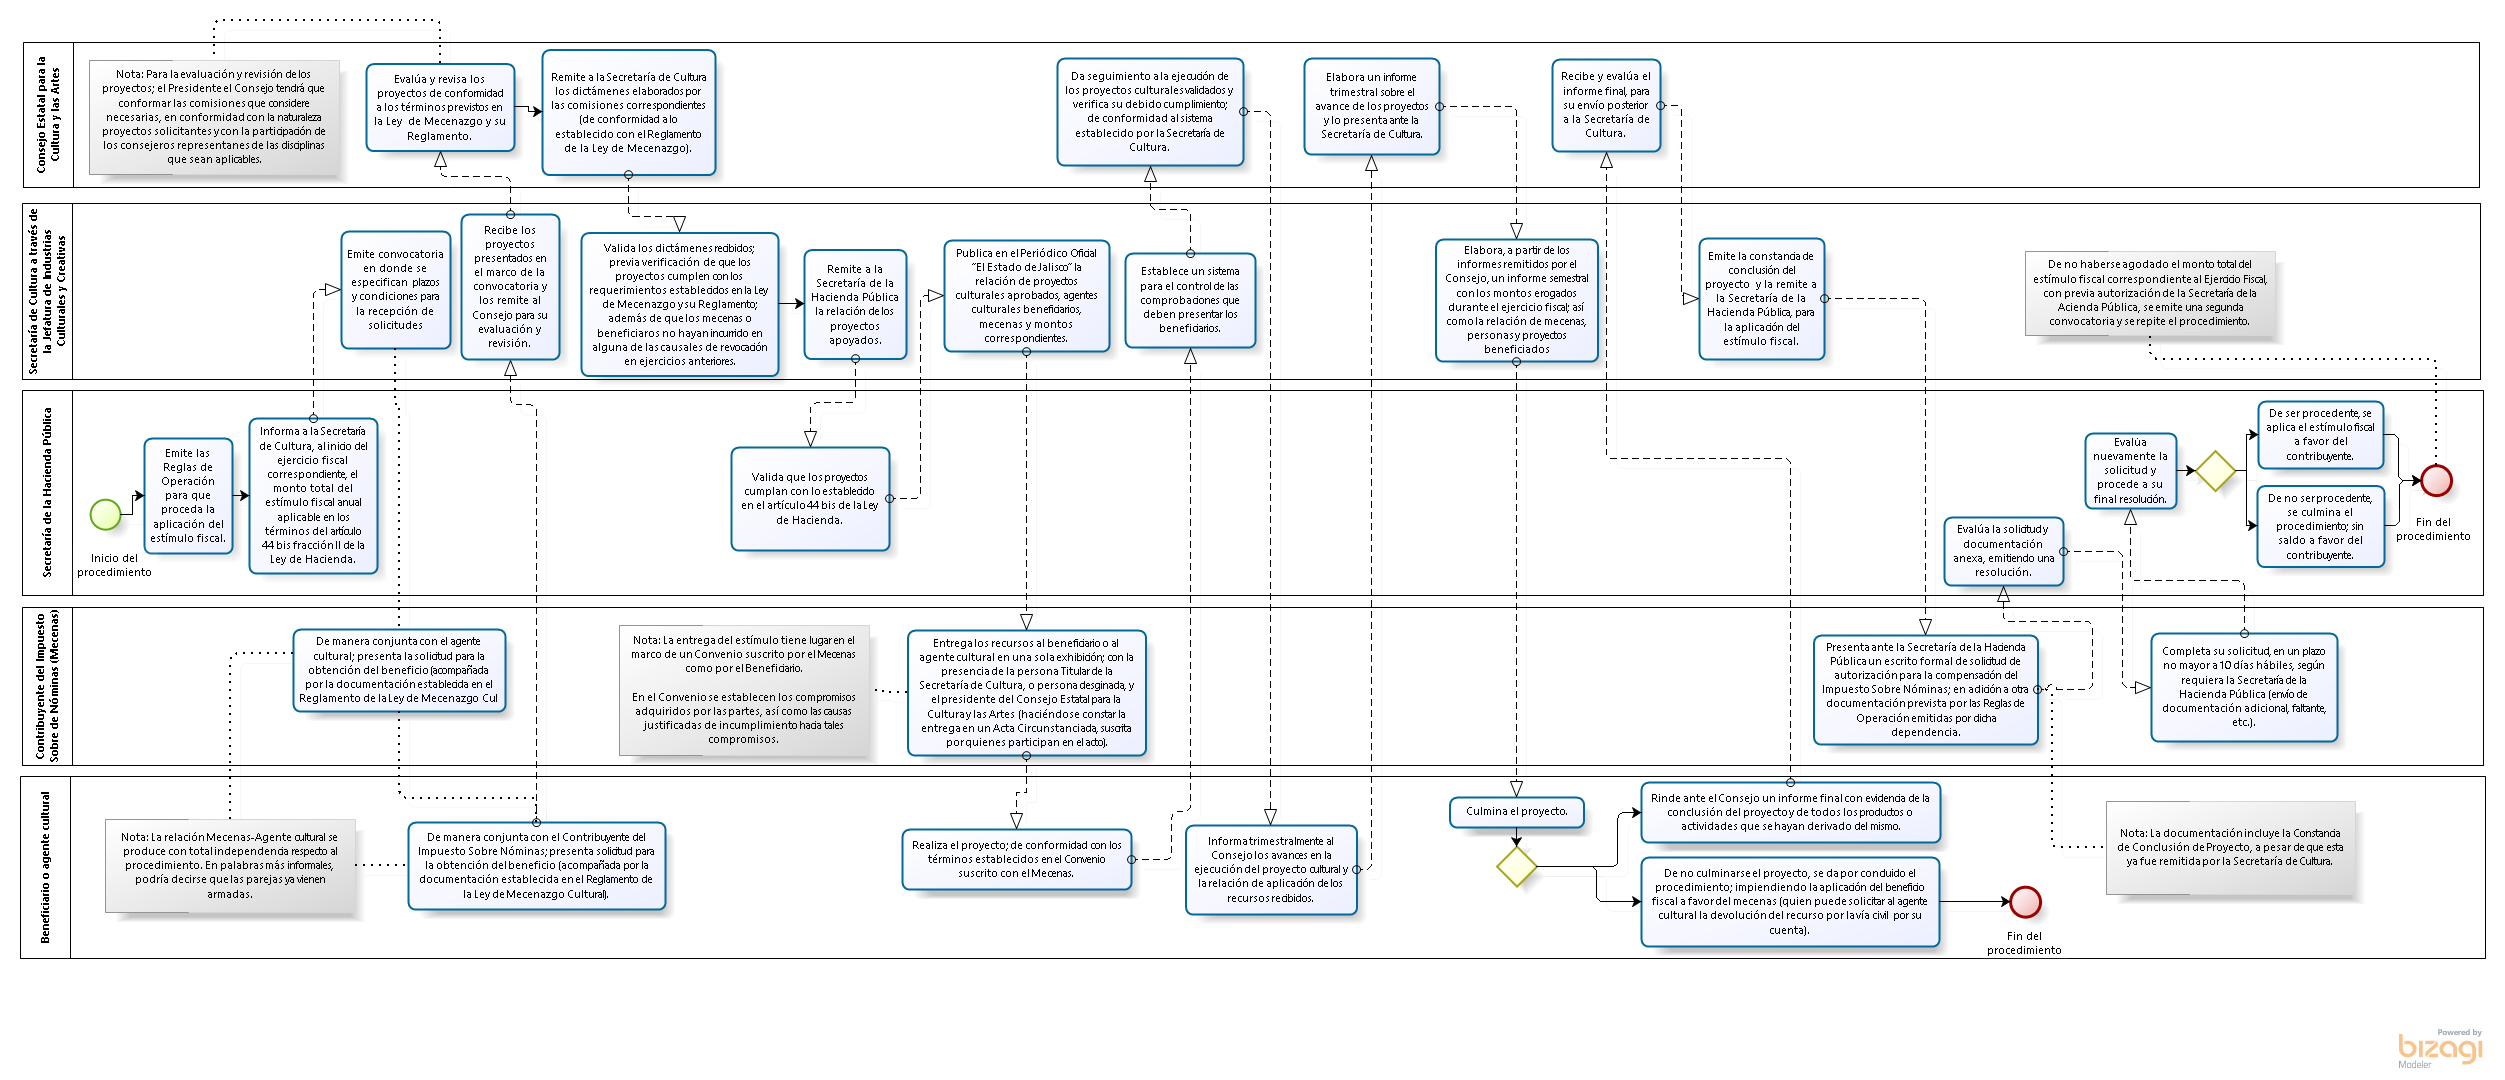 Consejo Estatal para la
Cultura y las Artes
Nota: Para la evaluación y revisión de los
proyectos; el Presidente el Consejo tendrá que
conformar las comisiones que considere
necesarias, en conformidad con la naturaleza
proyectos solicitantes y con la participación de
los consejeros representanes de las disciplinas
que sean aplicables.
Evalúa y revisa los
proyectos de conformidad
a los términos previstos en
la Ley de Mecenazgo y su
Reglamento.
Remite a la Secretaría de Cultura
los dictámenes elaborados por
las comisiones correspondientes
(de conformidad a lo
establecido con el Reglamento
de la Ley de Mecenazgo).
Da seguimiento a la ejecución de
los proyectos culturales validados y
verifica su debido cumplimiento;
de conformidad al sistema
establecido por la Secretaría de
Cultura.
Elabora un informe
trimestral sobre el
avance de los proyectos
y lo presenta ante la
Secretaría de Cultura.
Recibe y evalúa el
informe final, para
su envío posterior
a la Secretaría de
Cultura.
Secretaría de Cultura a través de
la Jefatura de Industrias
Culturales y Creativas
Emite convocatoria
en donde se
especifican plazos
y condiciones para
la recepción de
solicitudes
Recibe los
proyectos
presentados en
el marco de la
convocatoria y
los remite al
Consejo para su
evaluación y
revisión.
Valida los dictámenes recibidos;
previa verificación de que los
proyectos cumplen con los
requerimientos establecidos en la Ley
de Mecenazgo y su Reglamento;
además de que los mecenas o
beneficiaros no hayan incurrido en
alguna de las causales de revocación
en ejercicios anteriores.
Remite a la
Secretaría de la
Hacienda Pública
la relación de los
proyectos
apoyados.
Publica en el Periódico Oficial
"El Estado de Jalisco" la
relación de proyectos
culturales aprobados, agentes
culturales beneficiarios,
mecenas y montos
correspondientes.
Establece un sistema
para el control de las
comprobaciones que
deben presentar los
beneficiarios.
Elabora, a partir de los
informes remitidos por el
Consejo, un informe semestral
con los montos erogados
durante el ejercicio fiscal; así
como la relación de mecenas,
personas y proyectos
beneficiados
Emite la constancia de
conclusión del
proyecto y la remite a
la Secretaría de la
Hacienda Pública, para
la aplicación del
estímulo fiscal.
De no haberse agodado el monto total del
estímulo fiscal correspondiente al Ejercicio Fiscal,
con previa autorización de la Secretaría de la
Acienda Pública, se emite una segunda
convocatoria y se repite el procedimiento.
Secretaría de la Hacienda Pública
Inicio del
procedimiento
Emite las
Reglas de
Operación
para que
proceda la
aplicación del
estímulo fiscal.
Informa a la Secretaría
de Cultura, al inicio del
ejercicio fiscal
correspondiente, el
monto total del
estímulo fiscal anual
aplicable en los
términos del artículo
44 bis fracción II de la
Ley de Hacienda.
Valida que los proyectos
cumplan con lo establecido
en el artículo 44 bis de la Ley
de Hacienda.
Evalúa la solicitud y
documentación
anexa, emitiendo una
resolución.
Evalúa
nuevamente la
solicitud y
procede a su
final resolución.
De ser procedente, se
aplica el estímulo fiscal
a favor del
contribuyente.
De no ser procedente,
se culmina el
procedimiento; sin
saldo a favor del
contribuyente.
Fin del
procedimiento
Contribuyente del Impuesto
Sobre de Nóminas (Mecenas)
De manera conjunta con el agente
cultural; presenta la solicitud para la
obtención del beneficio (acompañada
por la documentación establecida en el
Reglamento de la Ley de Mecenazgo Cul
Nota: La entrega del estímulo tiene lugar en el
marco de un Convenio suscrito por el Mecenas
como por el Beneficiario.
En el Convenio se establecen los compromisos
adquiridos por las partes, así como las causas
justificadas de incumplimiento hacia tales
compromisos.
Entrega los recursos al beneficiario o al
agente cultural en una sola exhibición; con la
presencia de la persona Titular de la
Secretaría de Cultura, o persona desginada, y
el presidente del Consejo Estatal para la
Cultura y las Artes (haciéndose constar la
entrega en un Acta Circunstanciada, suscrita
por quienes participan en el acto).
Presenta ante la Secretaría de la Hacienda
Pública un escrito formal de solicitud de
autorización para la compensación del
Impuesto Sobre Nóminas; en adición a otra
documentación prevista por las Reglas de
Operación emitidas por dicha
dependencia.
Completa su solicitud, en un plazo
no mayor a 10 días hábiles, según
requiera la Secretaría de la
Hacienda Pública (envío de
documentación adicional, faltante,
etc.).
Beneficiario o agente cultural
Nota: La relación Mecenas-Agente cultural se
produce con total independencia respecto al
procedimiento. En palabras más informales,
podría decirse que las parejas ya vienen
armadas.
De manera conjunta con el Contribuyente del
Impuesto Sobre Nóminas; presenta solicitud para
la obtención del beneficio (acompañada por la
documentación establecida en el Reglamento de
la Ley de Mecenazgo Cultural).
Realiza el proyecto; de conformidad con los
términos establecidos en el Convenio
suscrito con el Mecenas.
Informa trimestralmente al
Consejo los avances en la
ejecución del proyecto cultural y
la relación de aplicación de los
recursos recibidos.
Culmina el proyecto.
Rinde ante el Consejo un informe final con evidencia de la
conclusión del proyecto y de todos los productos o
actividades que se hayan derivado del mismo.
De no culminarse el proyecto, se da por concluido el
procedimiento; impiendiendo la aplicación del beneficio
fiscal a favor del mecenas (quien puede solicitar al agente
cultural la devolución del recurso por la vía civil por su
cuenta).
Fin del
procedimiento
Nota: La documentación incluye la Constancia
de Conclusión de Proyecto, a pesar de que esta
ya fue remitida por la Secretaría de Cultura.
Powered by
bizagi
Modeler